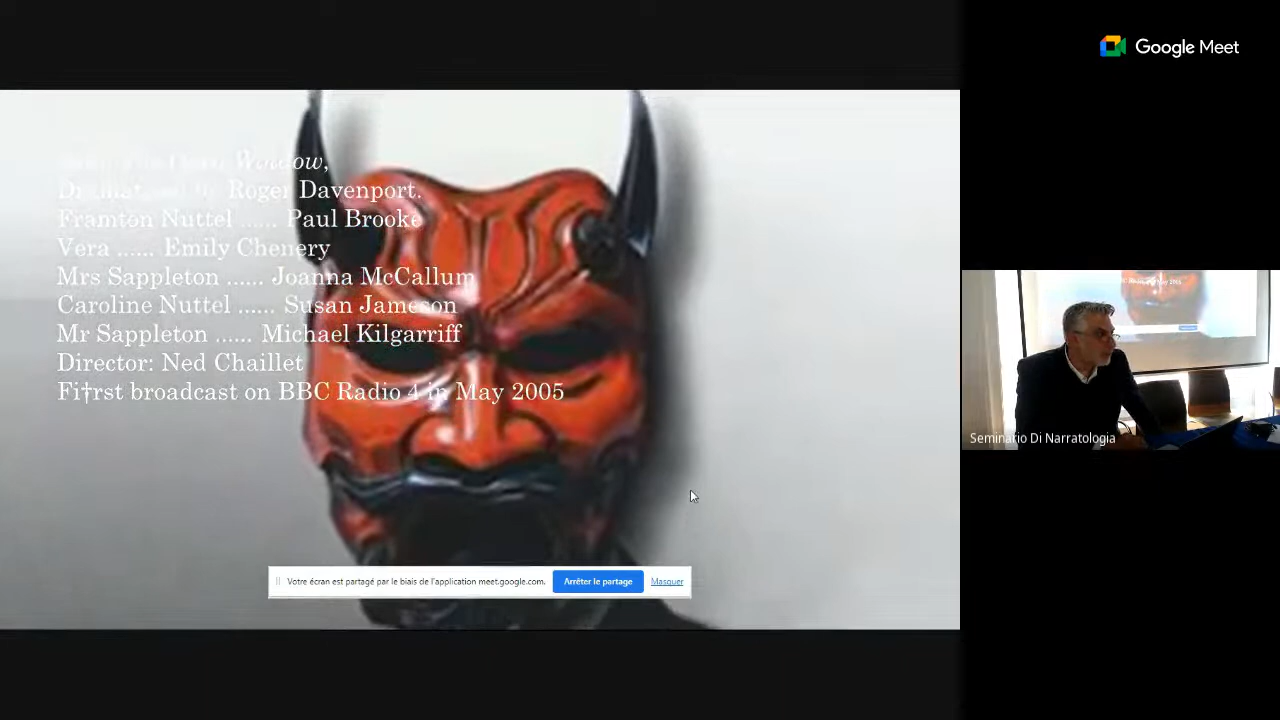 Window,
Roger Davenport.
Framton Nuttel ...... Paul Brooke
Vera ...... Emily Chenery
Mrs Sappleton ...... Joanna McCallum
Caroline Nuttel ...... Susan Jameson
Mr Sappleton ...... Michael Kilgarriff
Director: Ned Chaillet
Fi†rst broadcast on BBC Radio 4 in May 2005
Votre écran est partagé par le biais de l'application meet.google.com. Arrêter le partage Masquer
Google Meet
Seminario Di Narratologia